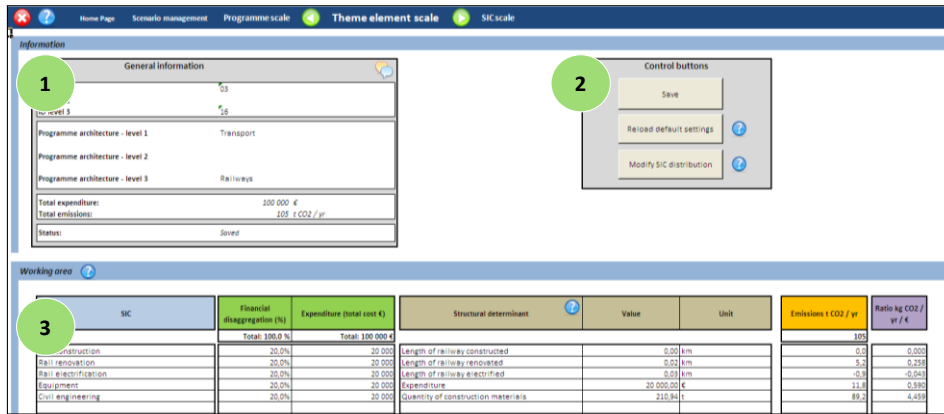 Home Page Scenario management Programme scale Theme element scale SIC scale
Information
1 General information
03
ID level 3 16
Programme architecture - level 1 Transport
Programme architecture - level 2
Programme architecture - level 3 Railways
Total expenditure: 100 000 €
Total emissions: 105 t CO2 / yr
Status: Saved
2 Control buttons
Save
Reload default settings
Modify SIC distribution
Working area
3
SIC Financial disaggregation (%) Expenditure (total cost €) Structural determinant Value Unit Emissions t CO2 / yr Ratio kg CO2 / yr / €
Total: 100,0 % Total: 100 000 € 105
construction 20,0% 20 000 Length of railway constructed 0,00 km 0,0 0,000
Rail renovation 20,0% 20 000 Length of railway renovated 0,02 km 5,2 0,258
Rail electrification 20,0% 20 000 Length of railway electrified 0,03 km -0,9 -0,043
Equipment 20,0% 20 000 Expenditure 20 000,00 € 11,8 0,590
Civil engineering 20,0% 20 000 Quantity of construction materials 210,94 t 89,2 4,459